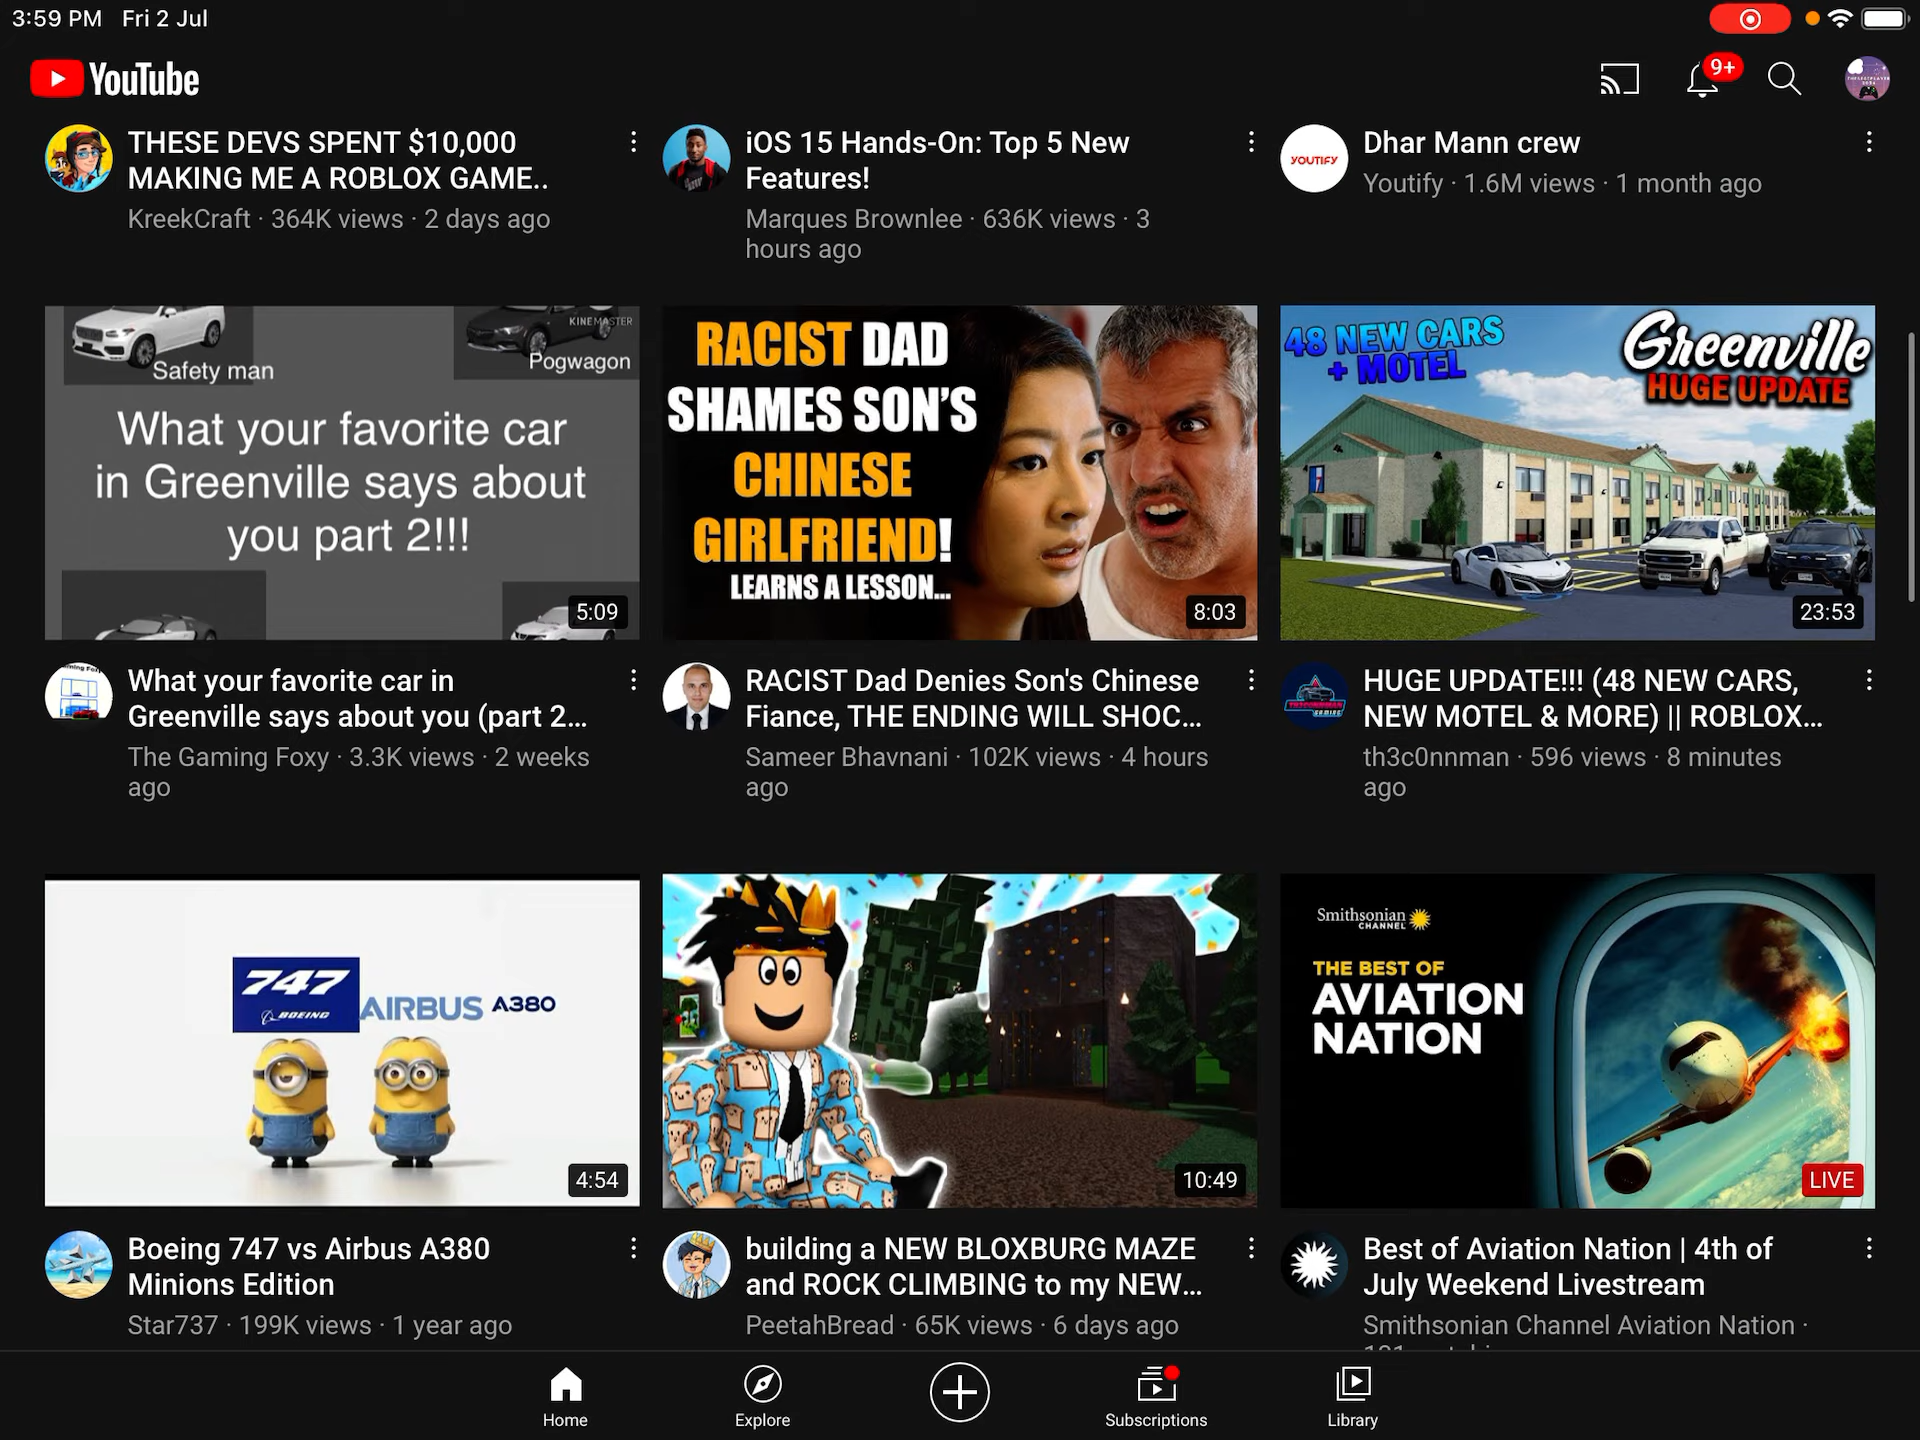 3:59 PM Fri 2 Jul
YouTube
9+
THESE DEVS SPENT $10,000
MAKING ME A ROBLOX GAME..
KreekCraft · 364K views · 2 days ago
iOS 15 Hands-On: Top 5 New
Features!
Marques Brownlee · 636K views · 3
hours ago
YOUTIFY
Dhar Mann crew
Youtify · 1.6M views · 1 month ago
KINEMASTER
Safety man
Pogwagon
What your favorite car
in Greenville says about
you part 2!!!
5:09
RACIST DAD
SHAMES SON'S
CHINESE
GIRLFRIEND!
LEARNS A LESSON...
8:03
48 NEW CARS
+ MOTEL
Greenville
HUGE UPDATE
23:53
What your favorite car in
Greenville says about you (part 2...
The Gaming Foxy · 3.3K views · 2 weeks
ago
RACIST Dad Denies Son's Chinese
Fiance, THE ENDING WILL SHOC...
Sameer Bhavnani · 102K views · 4 hours
ago
HUGE UPDATE!!! (48 NEW CARS,
NEW MOTEL & MORE) || ROBLOX...
th3c0nnman · 596 views · 8 minutes
ago
747
BOEING
AIRBUS A380
4:54
10:49
Smithsonian
CHANNEL
THE BEST OF
AVIATION
NATION
LIVE
Boeing 747 vs Airbus A380
Minions Edition
Star737 · 199K views · 1 year ago
building a NEW BLOXBURG MAZE
and ROCK CLIMBING to my NEW...
PeetahBread · 65K views · 6 days ago
Best of Aviation Nation | 4th of
July Weekend Livestream
Smithsonian Channel Aviation Nation ·
Home
Explore
Subscriptions
Library